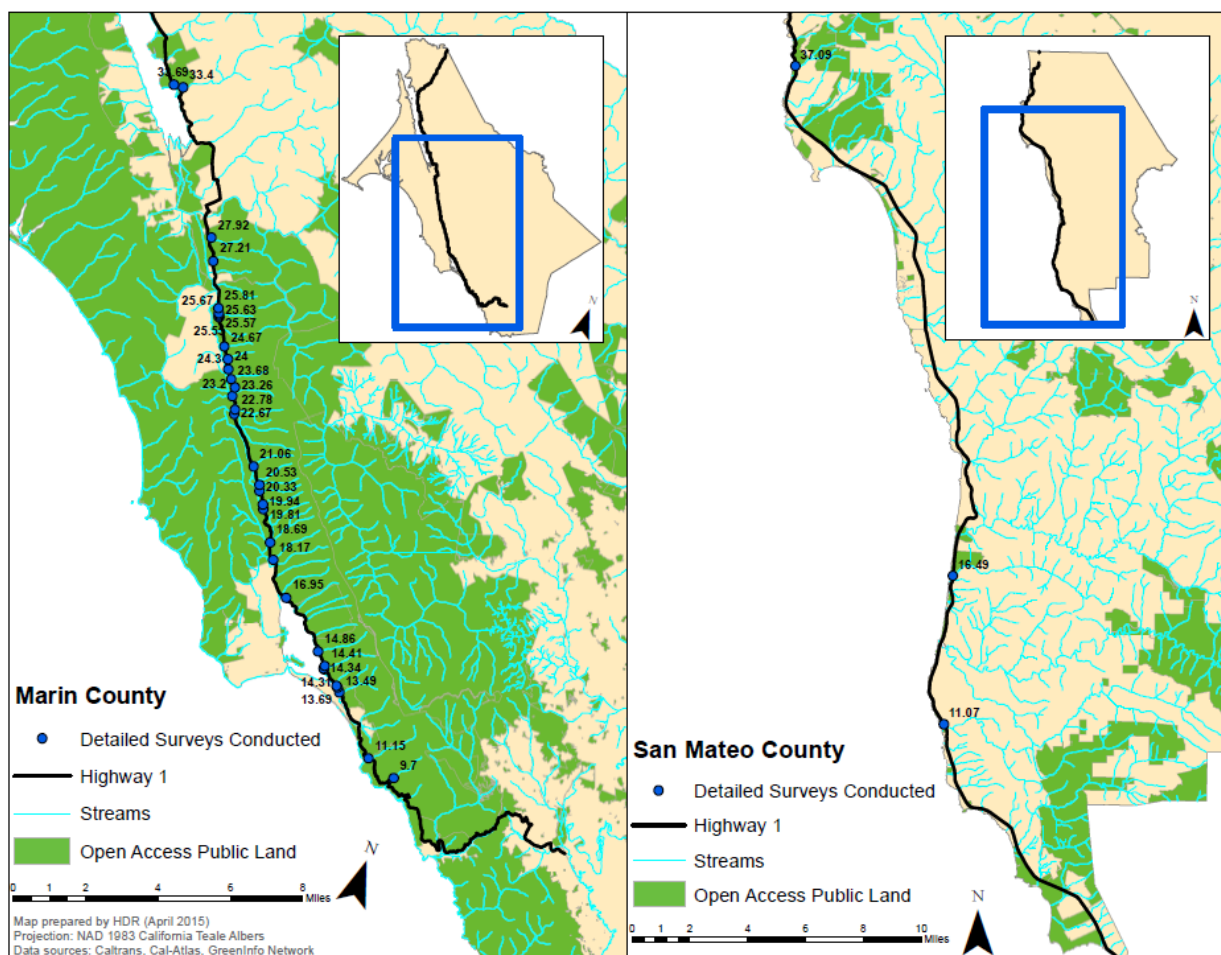 33.4
27.92
27.21
25.67
25.81
25.63
25.57
24.67
24
23.68
23.26
22.78
22.67
21.06
20.53
20.33
19.94
19.81
18.69
18.17
16.95
14.86
14.41
14.34
14.31
13.49
13.69
11.15
9.7
N
Marin County
Detailed Surveys Conducted
Highway 1
Streams
Open Access Public Land
N
0 1 2 4 6 8
Miles
Map prepared by HDR (April 2015)
Projection: NAD 1983 California Teale Albers
Data sources: Caltrans, Cal-Atlas, GreenInfo Network
37.09
16.49
11.07
N
San Mateo County
Detailed Surveys Conducted
Highway 1
Streams
Open Access Public Land
N
0 1 2 4 6 8 10
Miles